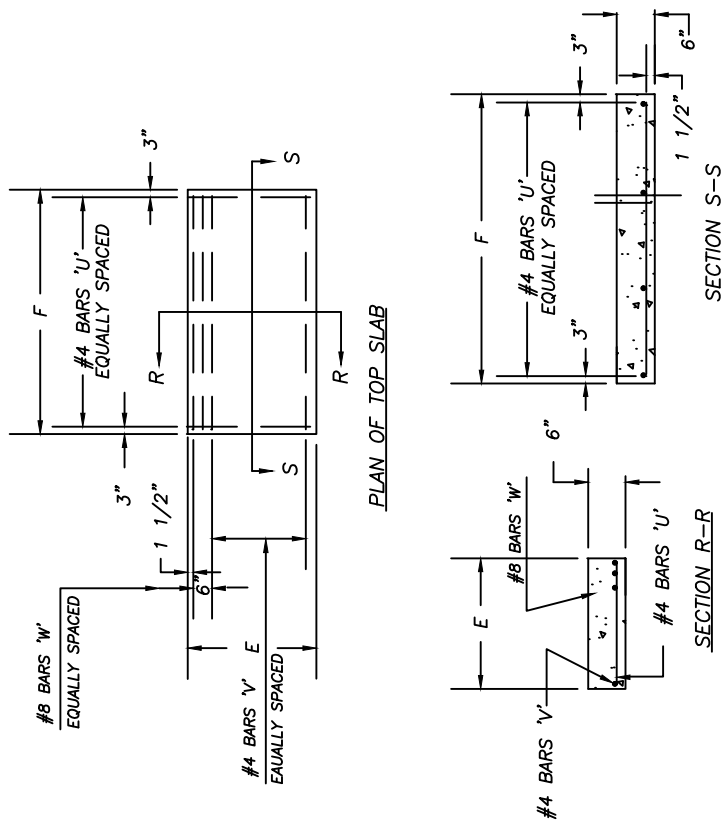 #8 BARS 'W'
EQUALLY SPACED
3"
1 1/2"
6"
E
#4 BARS 'V'
EAUALLY SPACED
F
#4 BARS 'U'
EQUALLY SPACED
3"
R
R
S
S
PLAN OF TOP SLAB
#4 BARS 'V'
E
#8 BARS 'W'
6"
#4 BARS 'U'
SECTION R-R
F
3"
#4 BARS 'U'
EQUALLY SPACED
3"
6"
1 1/2"
SECTION S-S